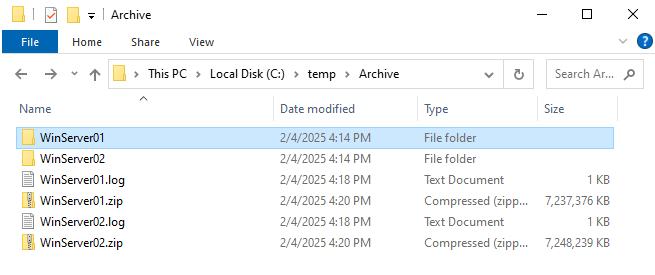 Archive
File Home Share View
This PC Local Disk (C:) temp Archive Search Ar...
Name Date modified Type Size
WinServer01 2/4/2025 4:14 PM File folder
WinServer02 2/4/2025 4:14 PM File folder
WinServer01.log 2/4/2025 4:18 PM Text Document 1 KB
WinServer01.zip 2/4/2025 4:20 PM Compressed (zipp... 7,237,376 KB
WinServer02.log 2/4/2025 4:18 PM Text Document 1 KB
WinServer02.zip 2/4/2025 4:20 PM Compressed (zipp... 7,248,239 KB